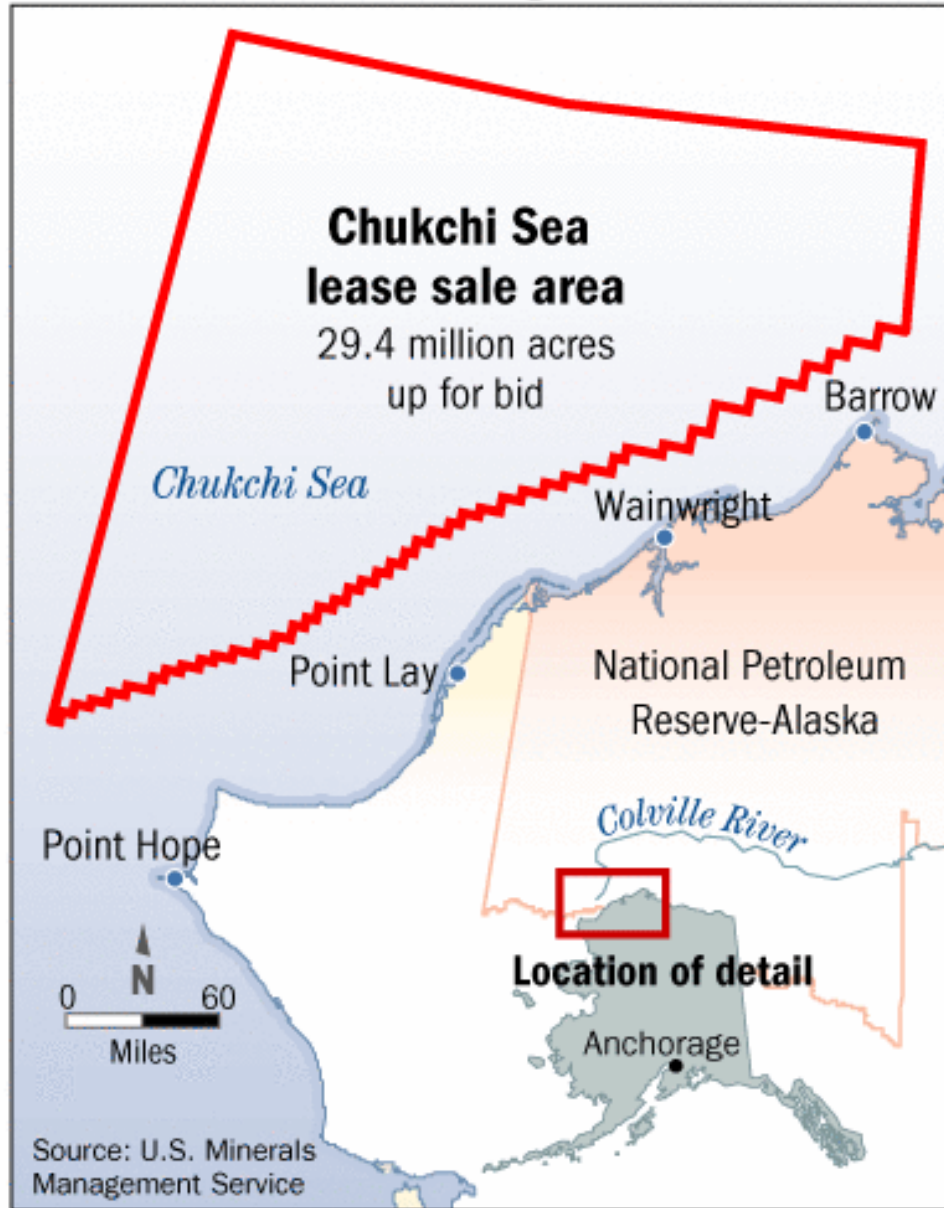 Chukchi Sea
lease sale area
29.4 million acres
up for bid
Barrow
Chukchi Sea
Wainwright
Point Lay
National Petroleum
Reserve-Alaska
Colville River
Point Hope
N
0 60
Miles
Location of detail
Anchorage
Source: U.S. Minerals
Management Service